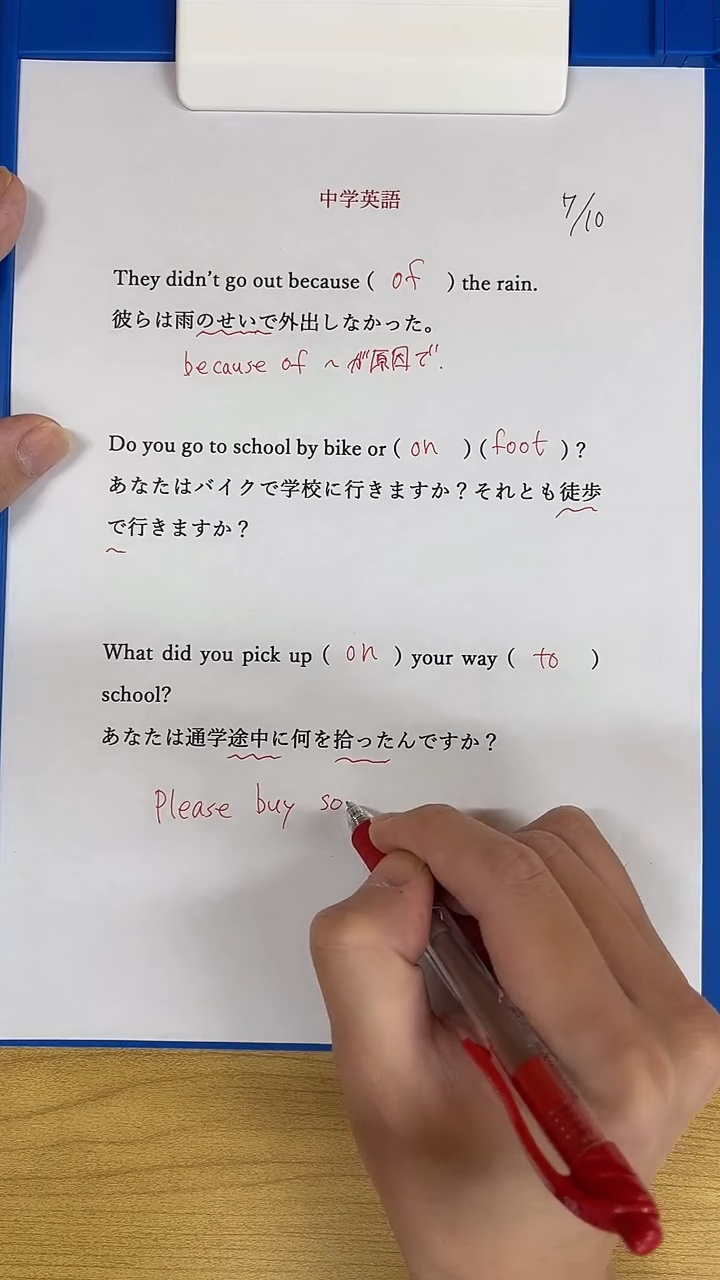 中学英語
7/10
They didn't go out because ( of ) the rain.
彼らは雨のせいで外出しなかった。
because of ～が原因で.
Do you go to school by bike or ( on ) ( foot ) ?
あなたはバイクで学校に行きますか？それとも徒歩
で行きますか？
What did you pick up ( on ) your way ( to )
school?
あなたは通学途中に何を拾ったんですか？
Please buy so